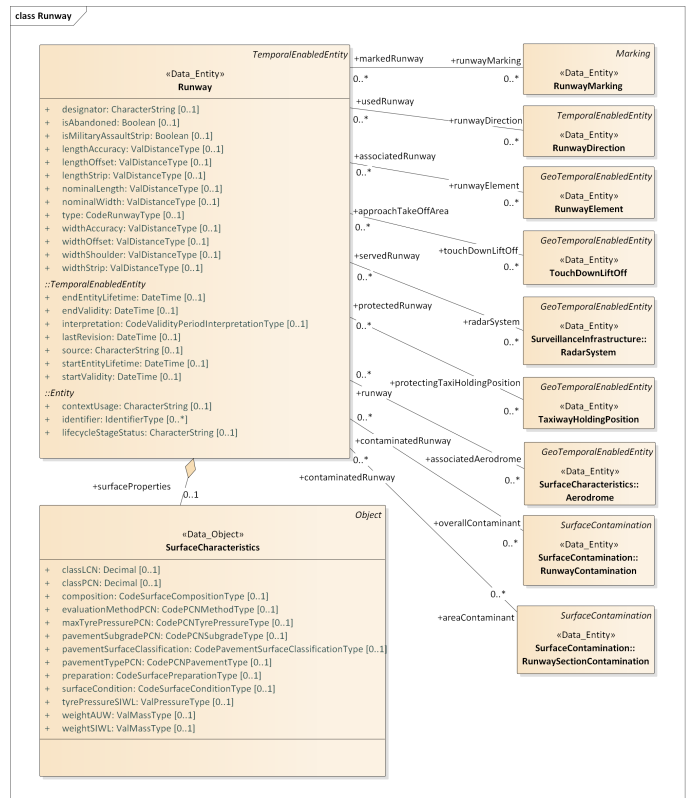 class Runway
TemporalEnabledEntity
«Data_Entity»
Runway
+ designator: CharacterString [0..1]
+ isAbandoned: Boolean [0..1]
+ isMilitaryAssaultStrip: Boolean [0..1]
+ lengthAccuracy: ValDistanceType [0..1]
+ lengthOffset: ValDistanceType [0..1]
+ lengthStrip: ValDistanceType [0..1]
+ nominalLength: ValDistanceType [0..1]
+ nominalWidth: ValDistanceType [0..1]
+ type: CodeRunwayType [0..1]
+ widthAccuracy: ValDistanceType [0..1]
+ widthOffset: ValDistanceType [0..1]
+ widthShoulder: ValDistanceType [0..1]
+ widthStrip: ValDistanceType [0..1]
::TemporalEnabledEntity
+ endEntityLifetime: DateTime [0..1]
+ endValidity: DateTime [0..1]
+ interpretation: CodeValidityPeriodInterpretationType [0..1]
+ lastRevision: DateTime [0..1]
+ source: CharacterString [0..1]
+ startEntityLifetime: DateTime [0..1]
+ startValidity: DateTime [0..1]
::Entity
+ contextUsage: CharacterString [0..1]
+ identifier: IdentifierType [0..*]
+ lifecycleStageStatus: CharacterString [0..1]
+surfaceProperties
0..1
Object
«Data_Object»
SurfaceCharacteristics
+ classLCN: Decimal [0..1]
+ classPCN: Decimal [0..1]
+ composition: CodeSurfaceCompositionType [0..1]
+ evaluationMethodPCN: CodePCNMethodType [0..1]
+ maxTyrePressurePCN: CodePCNTyrePressureType [0..1]
+ pavementSubgradePCN: CodePCNSubgradeType [0..1]
+ pavementSurfaceClassification: CodePavementSurfaceClassificationType [0..1]
+ pavementTypePCN: CodePCNPavementType [0..1]
+ preparation: CodeSurfacePreparationType [0..1]
+ surfaceCondition: CodeSurfaceConditionType [0..1]
+ tyrePressureSIWL: ValPressureType [0..1]
+ weightAUW: ValMassType [0..1]
+ weightSIWL: ValMassType [0..1]
+markedRunway +runwayMarking
0..* 0..*
Marking
«Data_Entity»
RunwayMarking
+usedRunway
0..* +runwayDirection
0..*
TemporalEnabledEntity
«Data_Entity»
RunwayDirection
+associatedRunway
0..* +runwayElement
0..*
GeoTemporalEnabledEntity
«Data_Entity»
RunwayElement
+approachTakeOffArea
0..* +touchDownLiftOff
0..*
GeoTemporalEnabledEntity
«Data_Entity»
TouchDownLiftOff
+servedRunway
0..*
+radarSystem
0..*
GeoTemporalEnabledEntity
«Data_Entity»
SurveillanceInfrastructure::
RadarSystem
+protectedRunway
0..*
+protectingTaxiHoldingPosition
0..*
GeoTemporalEnabledEntity
«Data_Entity»
TaxiwayHoldingPosition
0..*
+runway
+associatedAerodrome
0..*
GeoTemporalEnabledEntity
«Data_Entity»
SurfaceCharacteristics::
Aerodrome
0..*
+contaminatedRunway
+overallContaminant
0..*
SurfaceContamination
«Data_Entity»
SurfaceContamination::
RunwayContamination
0..*
+contaminatedRunway
0..*
+areaContaminant
SurfaceContamination
«Data_Entity»
SurfaceContamination::
RunwaySectionContamination